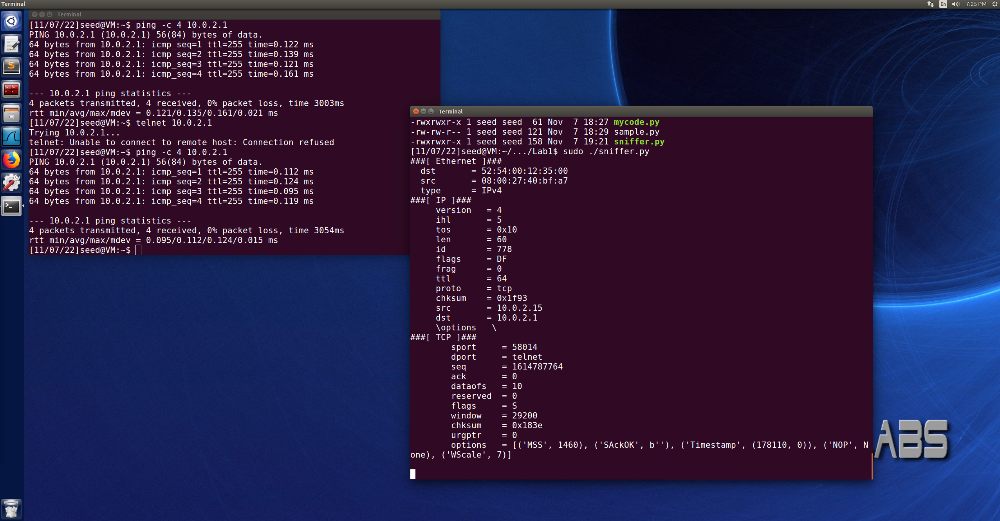 Terminal
En
7:25 PM
Terminal
[11/07/22]seed@VM:~$ ping -c 4 10.0.2.1
PING 10.0.2.1 (10.0.2.1) 56(84) bytes of data.
64 bytes from 10.0.2.1: icmp_seq=1 ttl=255 time=0.122 ms
64 bytes from 10.0.2.1: icmp_seq=2 ttl=255 time=0.139 ms
64 bytes from 10.0.2.1: icmp_seq=3 ttl=255 time=0.121 ms
64 bytes from 10.0.2.1: icmp_seq=4 ttl=255 time=0.161 ms
--- 10.0.2.1 ping statistics ---
4 packets transmitted, 4 received, 0% packet loss, time 3003ms
rtt min/avg/max/mdev = 0.121/0.135/0.161/0.021 ms
[11/07/22]seed@VM:~$ telnet 10.0.2.1
Trying 10.0.2.1...
telnet: Unable to connect to remote host: Connection refused
[11/07/22]seed@VM:~$ ping -c 4 10.0.2.1
PING 10.0.2.1 (10.0.2.1) 56(84) bytes of data.
64 bytes from 10.0.2.1: icmp_seq=1 ttl=255 time=0.112 ms
64 bytes from 10.0.2.1: icmp_seq=2 ttl=255 time=0.124 ms
64 bytes from 10.0.2.1: icmp_seq=3 ttl=255 time=0.095 ms
64 bytes from 10.0.2.1: icmp_seq=4 ttl=255 time=0.119 ms
--- 10.0.2.1 ping statistics ---
4 packets transmitted, 4 received, 0% packet loss, time 3054ms
rtt min/avg/max/mdev = 0.095/0.112/0.124/0.015 ms
[11/07/22]seed@VM:~$
Terminal
-rwxrwxr-x 1 seed seed  61 Nov  7 18:27 mycode.py
-rw-rw-r-- 1 seed seed 121 Nov  7 18:29 sample.py
-rwxrwxr-x 1 seed seed 158 Nov  7 19:21 sniffer.py
[11/07/22]seed@VM:~/.../Lab1$ sudo ./sniffer.py
###[ Ethernet ]###
  dst       = 52:54:00:12:35:00
  src       = 08:00:27:40:bf:a7
  type      = IPv4
###[ IP ]###
     version   = 4
     ihl       = 5
     tos       = 0x10
     len       = 60
     id        = 778
     flags     = DF
     frag      = 0
     ttl       = 64
     proto     = tcp
     chksum    = 0x1f93
     src       = 10.0.2.15
     dst       = 10.0.2.1
     \options   \
###[ TCP ]###
        sport     = 58014
        dport     = telnet
        seq       = 1614787764
        ack       = 0
        dataofs   = 10
        reserved  = 0
        flags     = S
        window    = 29200
        chksum    = 0x183e
        urgptr    = 0
        options   = [('MSS', 1460), ('SAckOK', b''), ('Timestamp', (178110, 0)), ('NOP', N
one), ('WScale', 7)]
ABS